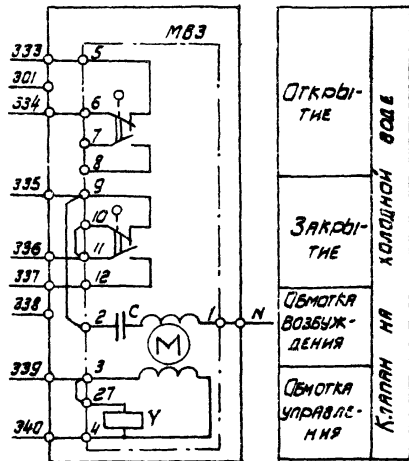 МВ3
333
5
301
334
6
7
8
335
9
10
336
11
337
12
338
2
C
1
N
M
339
3
27
Y
340
4
Откры-
тие
Закры-
тие
Обмотка
возбуж-
дения
Обмотка
управле-
ния
Клапан на холодной воде